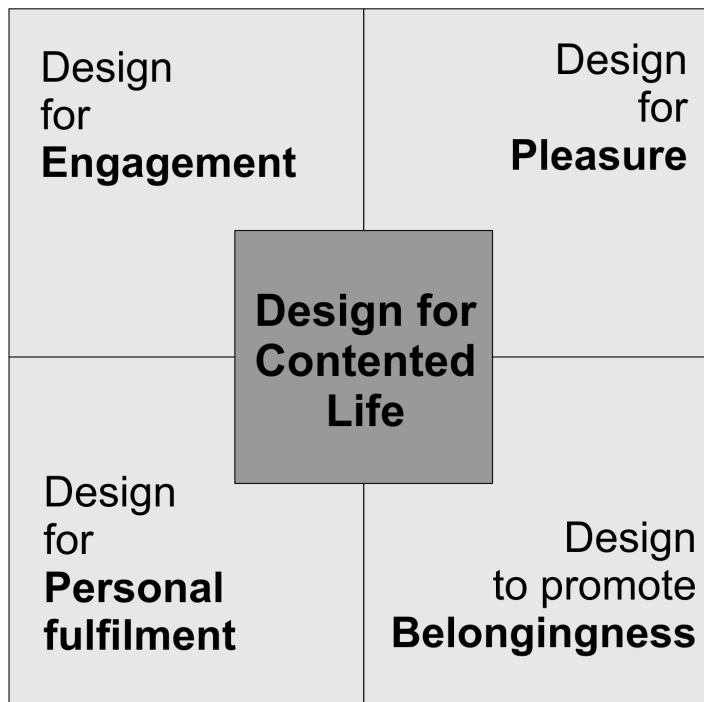 Design
for
Engagement
Design
for
Pleasure
Design for
Contented
Life
Design
for
Personal
fulfilment
Design
to promote
Belongingness